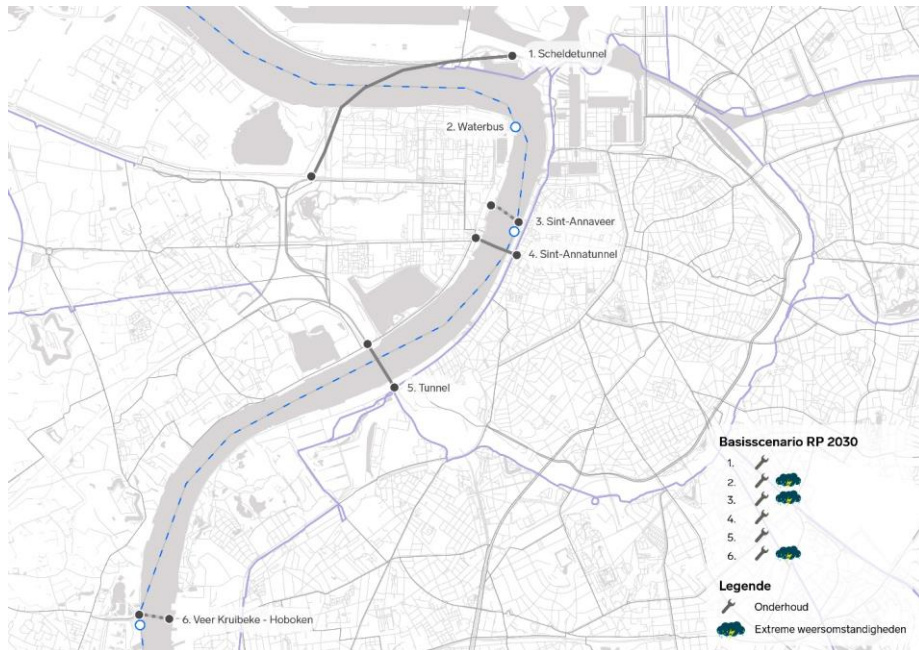 1. Scheldetunnel
2. Waterbus
3. Sint-Annaveer
4. Sint-Annatunnel
5. Tunnel
6. Veer Kruibeke - Hoboken
Basisscenario RP 2030
1.
2.
3.
4.
5.
6.
Legende
Onderhoud
Extreme weersomstandigheden